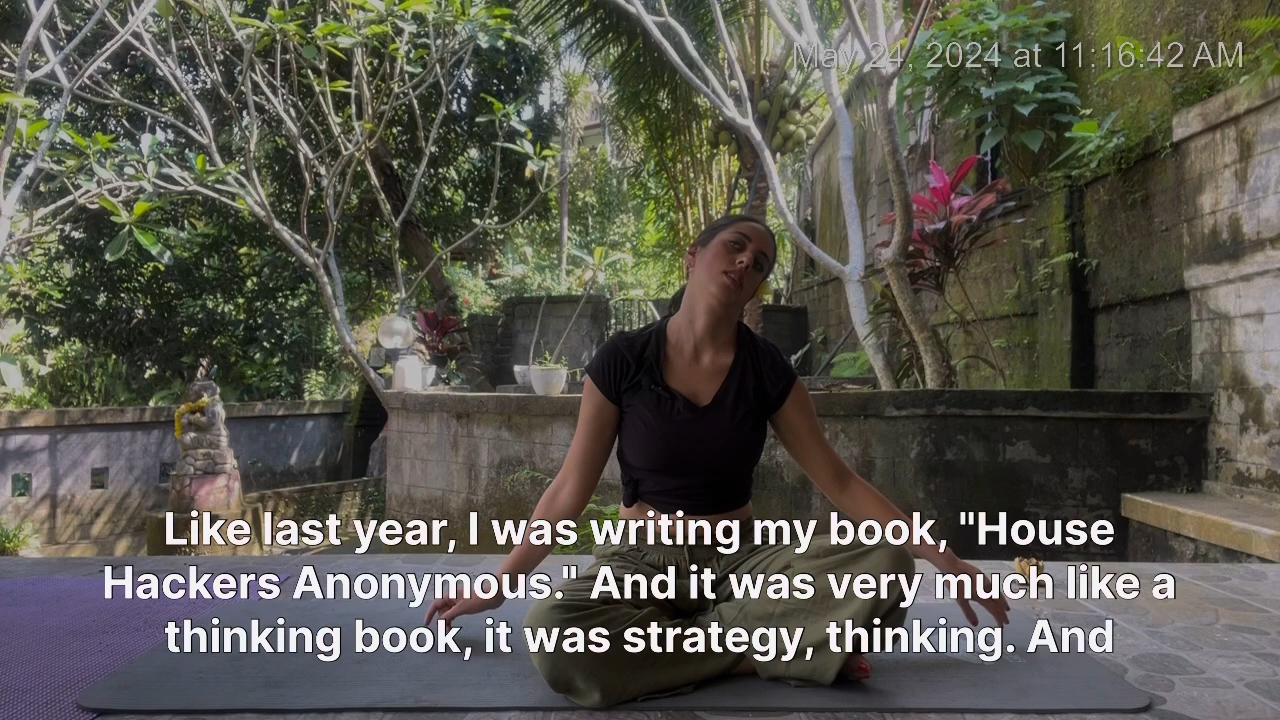 May 24, 2024 at 11:16:42 AM
Like last year, I was writing my book, "House
Hackers Anonymous." And it was very much like a
thinking book, it was strategy, thinking. And